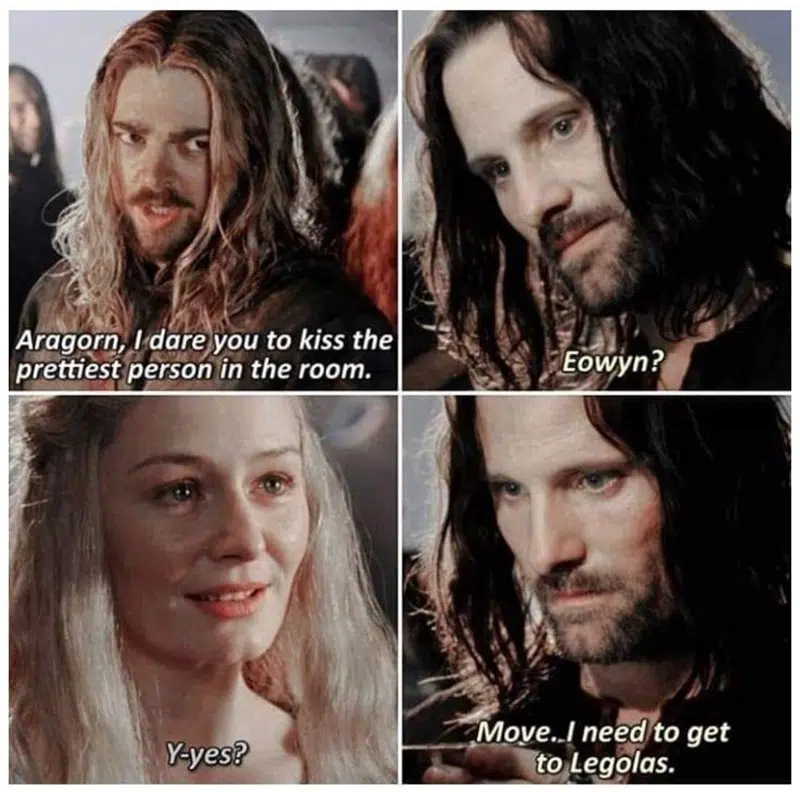 Aragorn, I dare you to kiss the
prettiest person in the room.
Eowyn?
Y-yes?
Move..I need to get
to Legolas.